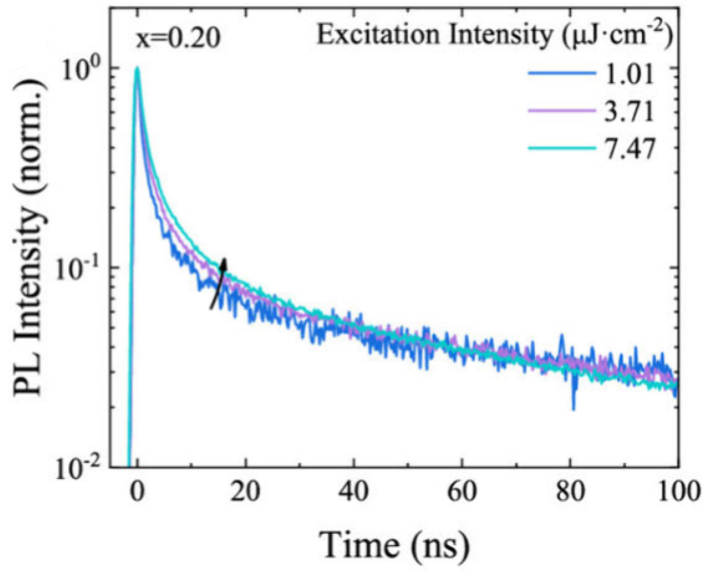 x=0.20
Excitation Intensity (μJ·cm⁻²)
1.01
3.71
7.47
PL Intensity (norm.)
10⁰
10⁻¹
10⁻²
0 20 40 60 80 100
Time (ns)